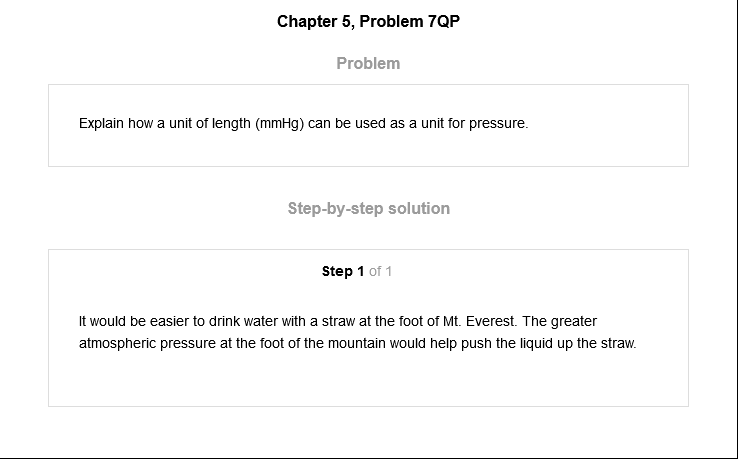 Chapter 5, Problem 7QP
Problem
Explain how a unit of length (mmHg) can be used as a unit for pressure.
Step-by-step solution
Step 1 of 1
It would be easier to drink water with a straw at the foot of Mt. Everest. The greater
atmospheric pressure at the foot of the mountain would help push the liquid up the straw.